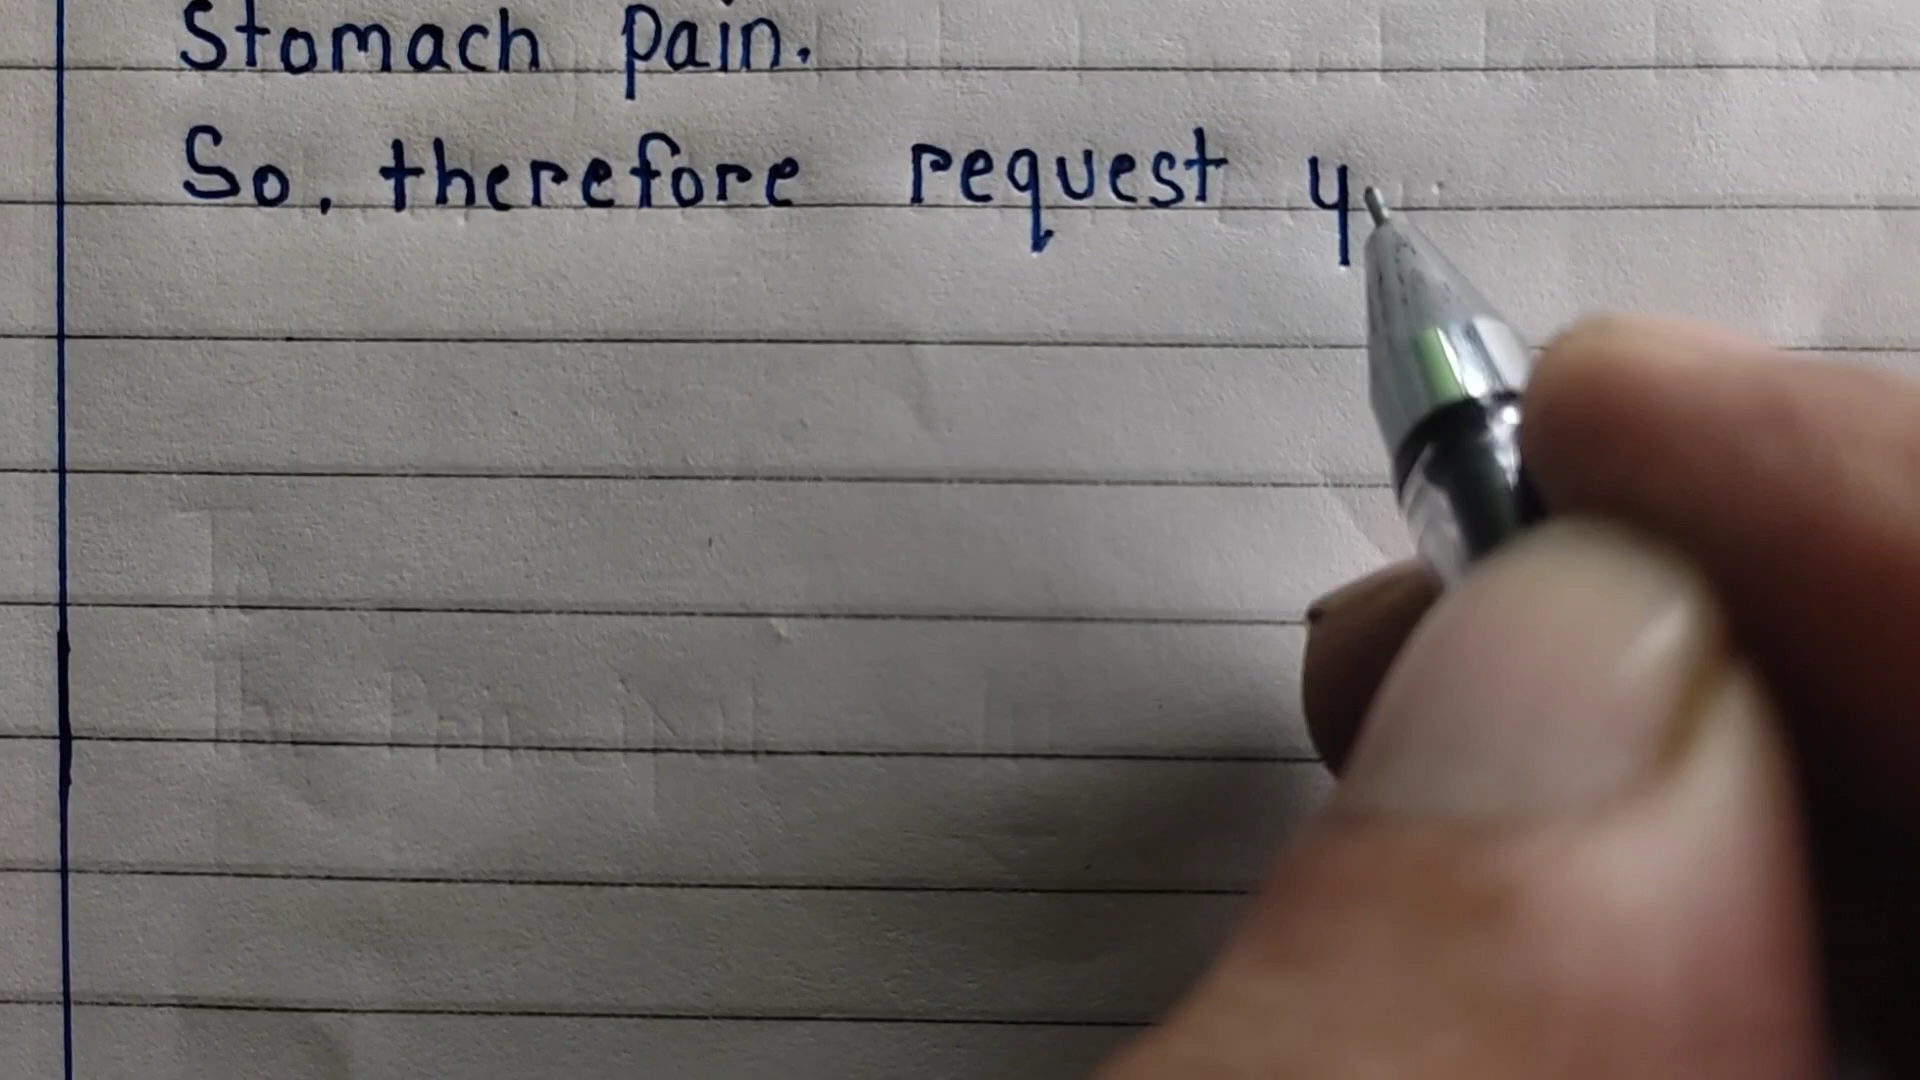 Stomach pain.
So, therefore request y